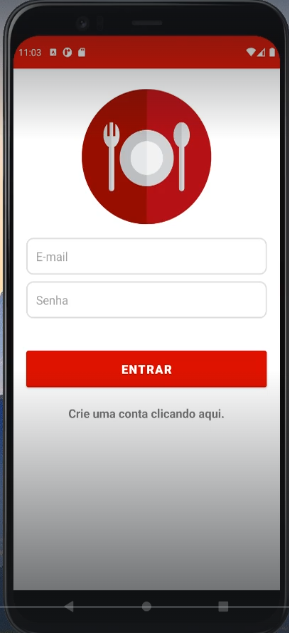 11:03
E-mail
Senha
ENTRAR
Crie uma conta clicando aqui.